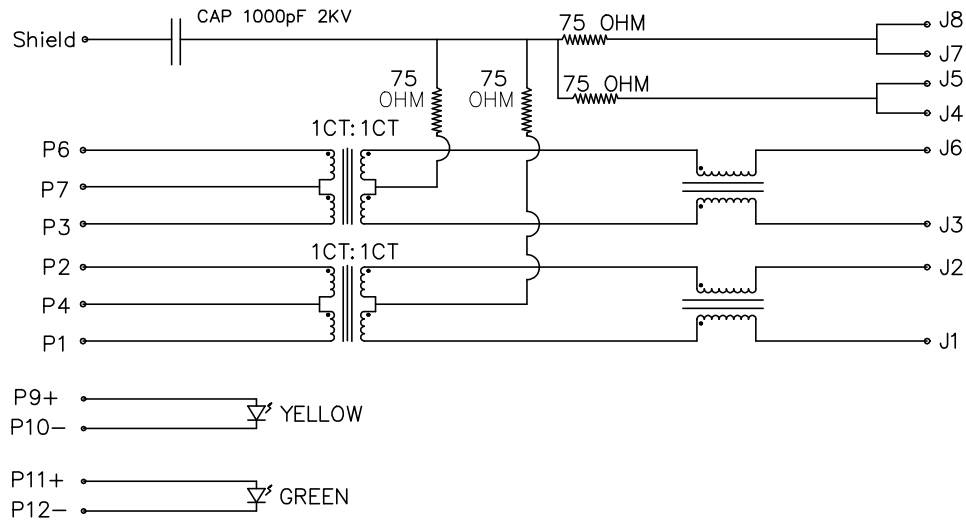 CAP 1000pF 2KV
Shield
75 OHM
J8
J7
75 OHM
J5
J4
75
OHM
75
OHM
1CT:1CT
P6
J6
P7
P3
J3
1CT:1CT
P2
J2
P4
P1
J1
P9+
P10-
YELLOW
P11+
P12-
GREEN